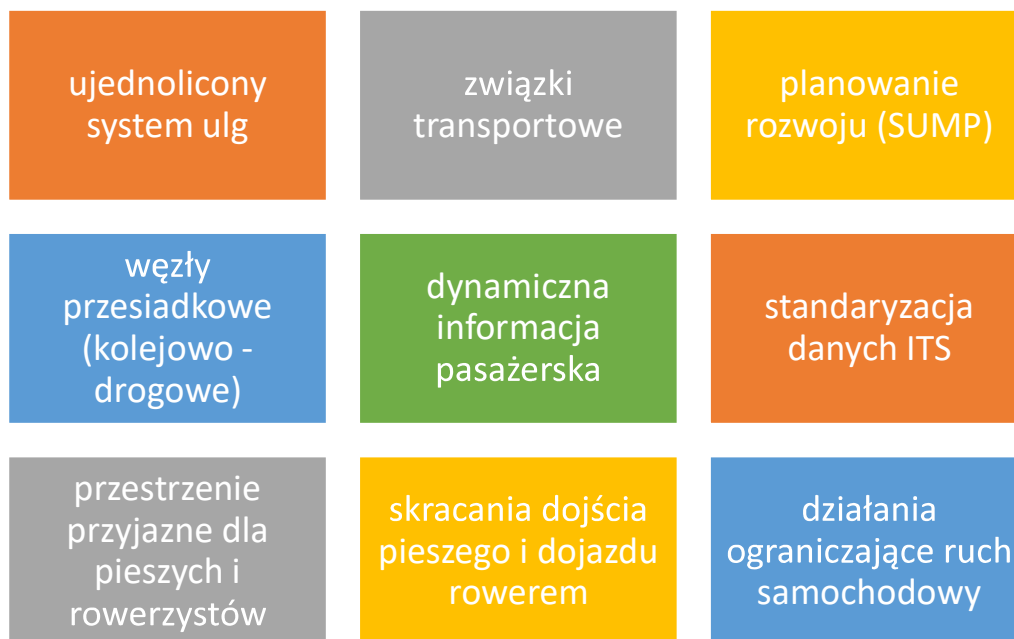 ujednolicony
system ulg
związki
transportowe
planowanie
rozwoju (SUMP)
węzły
przesiadkowe
(kolejowo -
drogowe)
dynamiczna
informacja
pasażerska
standaryzacja
danych ITS
przestrzenie
przyjazne dla
pieszych i
rowerzystów
skracania dojścia
pieszego i dojazdu
rowerem
działania
ograniczające ruch
samochodowy